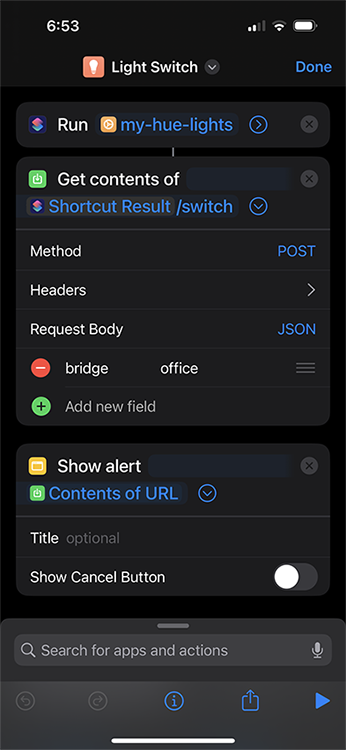 6:53
Light Switch
Done
Run my-hue-lights
Get contents of
Shortcut Result /switch
Method POST
Headers
Request Body JSON
bridge office
Add new field
Show alert
Contents of URL
Title optional
Show Cancel Button
Search for apps and actions